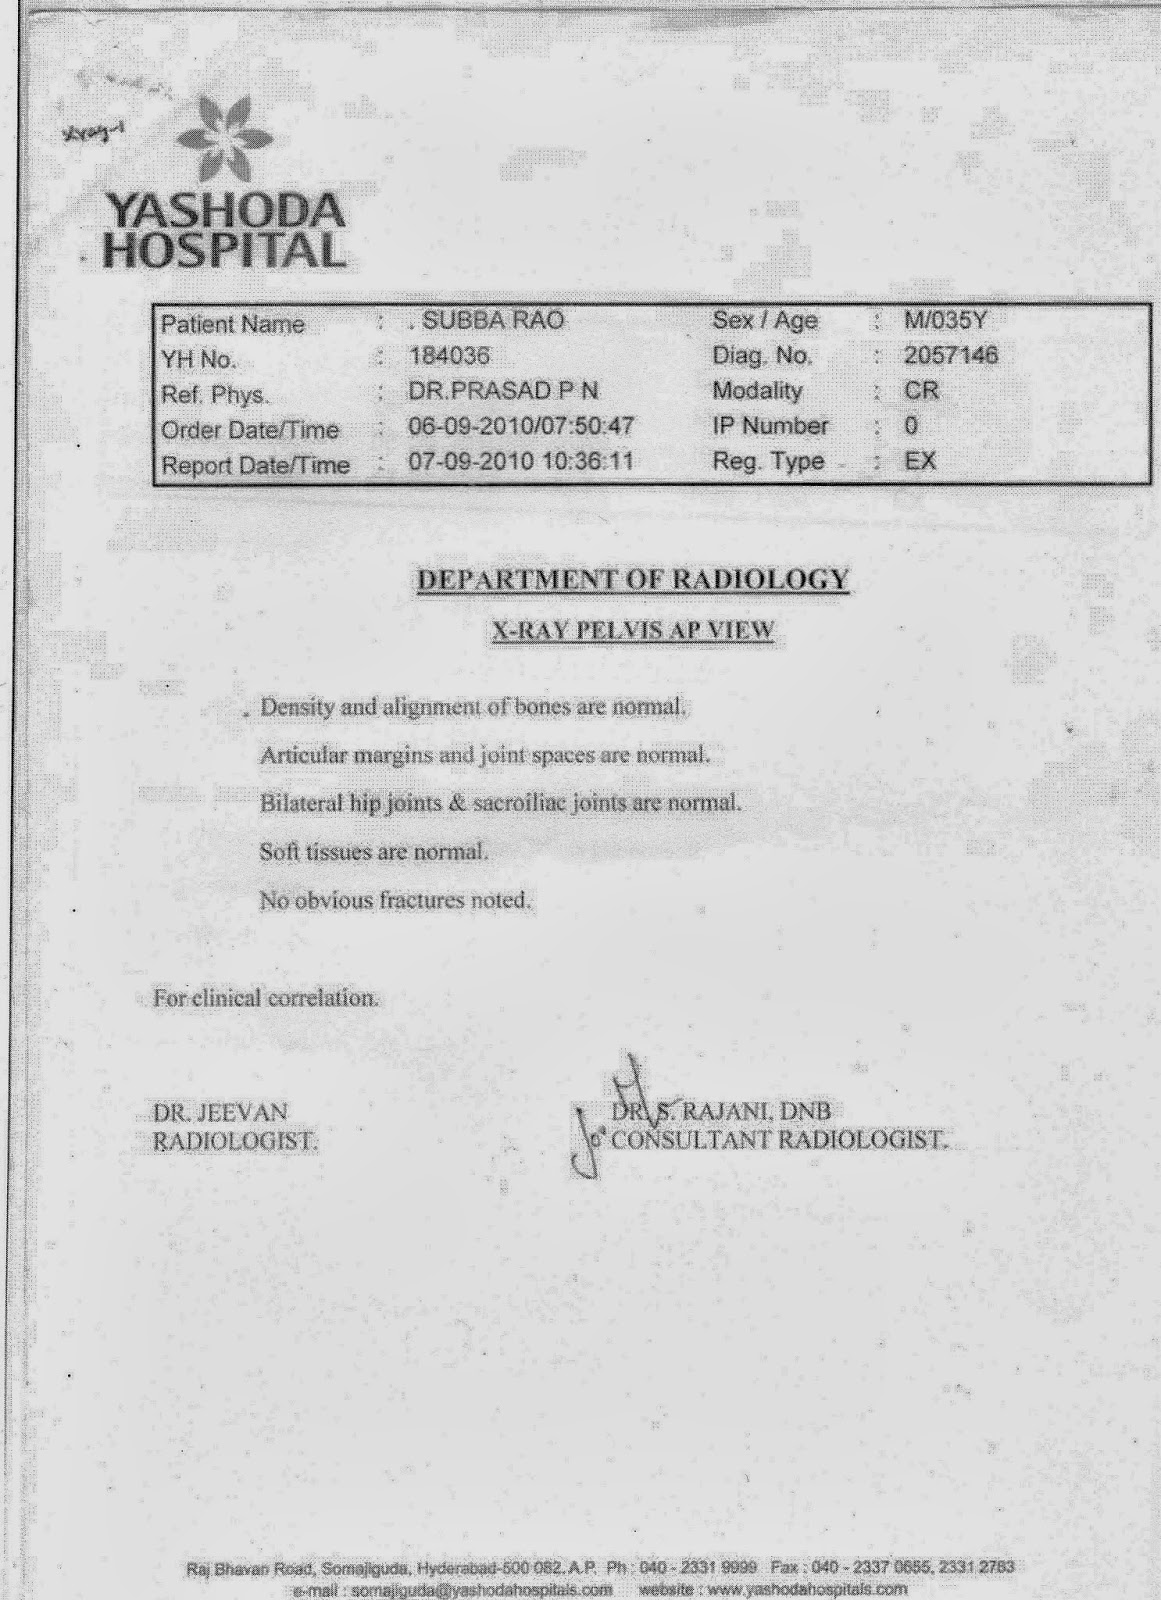 Xray-1
YASHODA
HOSPITAL
Patient Name : . SUBBA RAO Sex / Age : M/035Y
YH No. : 184036 Diag. No. : 2057146
Ref. Phys. : DR.PRASAD P N Modality : CR
Order Date/Time : 06-09-2010/07:50:47 IP Number : 0
Report Date/Time : 07-09-2010 10:36:11 Reg. Type : EX
DEPARTMENT OF RADIOLOGY
X-RAY PELVIS AP VIEW
Density and alignment of bones are normal.
Articular margins and joint spaces are normal.
Bilateral hip joints & sacroiliac joints are normal.
Soft tissues are normal.
No obvious fractures noted.
For clinical correlation.
DR. JEEVAN DR. S. RAJANI, DNB
RADIOLOGIST. CONSULTANT RADIOLOGIST.
Raj Bhavan Road, Somajiguda, Hyderabad-500 082. A.P. Ph : 040 - 2331 9999 Fax : 040 - 2337 0655, 2331 2783
e-mail : somajiguda@yashodahospitals.com website : www.yashodahospitals.com